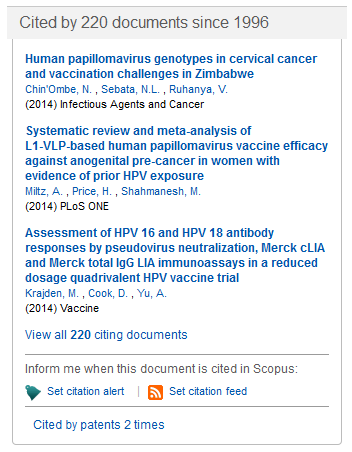 Cited by 220 documents since 1996
Human papillomavirus genotypes in cervical cancer
and vaccination challenges in Zimbabwe
Chin'Ombe, N. , Sebata, N.L. , Ruhanya, V.
(2014) Infectious Agents and Cancer
Systematic review and meta-analysis of
L1-VLP-based human papillomavirus vaccine efficacy
against anogenital pre-cancer in women with
evidence of prior HPV exposure
Miltz, A. , Price, H. , Shahmanesh, M.
(2014) PLoS ONE
Assessment of HPV 16 and HPV 18 antibody
responses by pseudovirus neutralization, Merck cLIA
and Merck total IgG LIA immunoassays in a reduced
dosage quadrivalent HPV vaccine trial
Krajden, M. , Cook, D. , Yu, A.
(2014) Vaccine
View all 220 citing documents
Inform me when this document is cited in Scopus:
Set citation alert | Set citation feed
Cited by patents 2 times